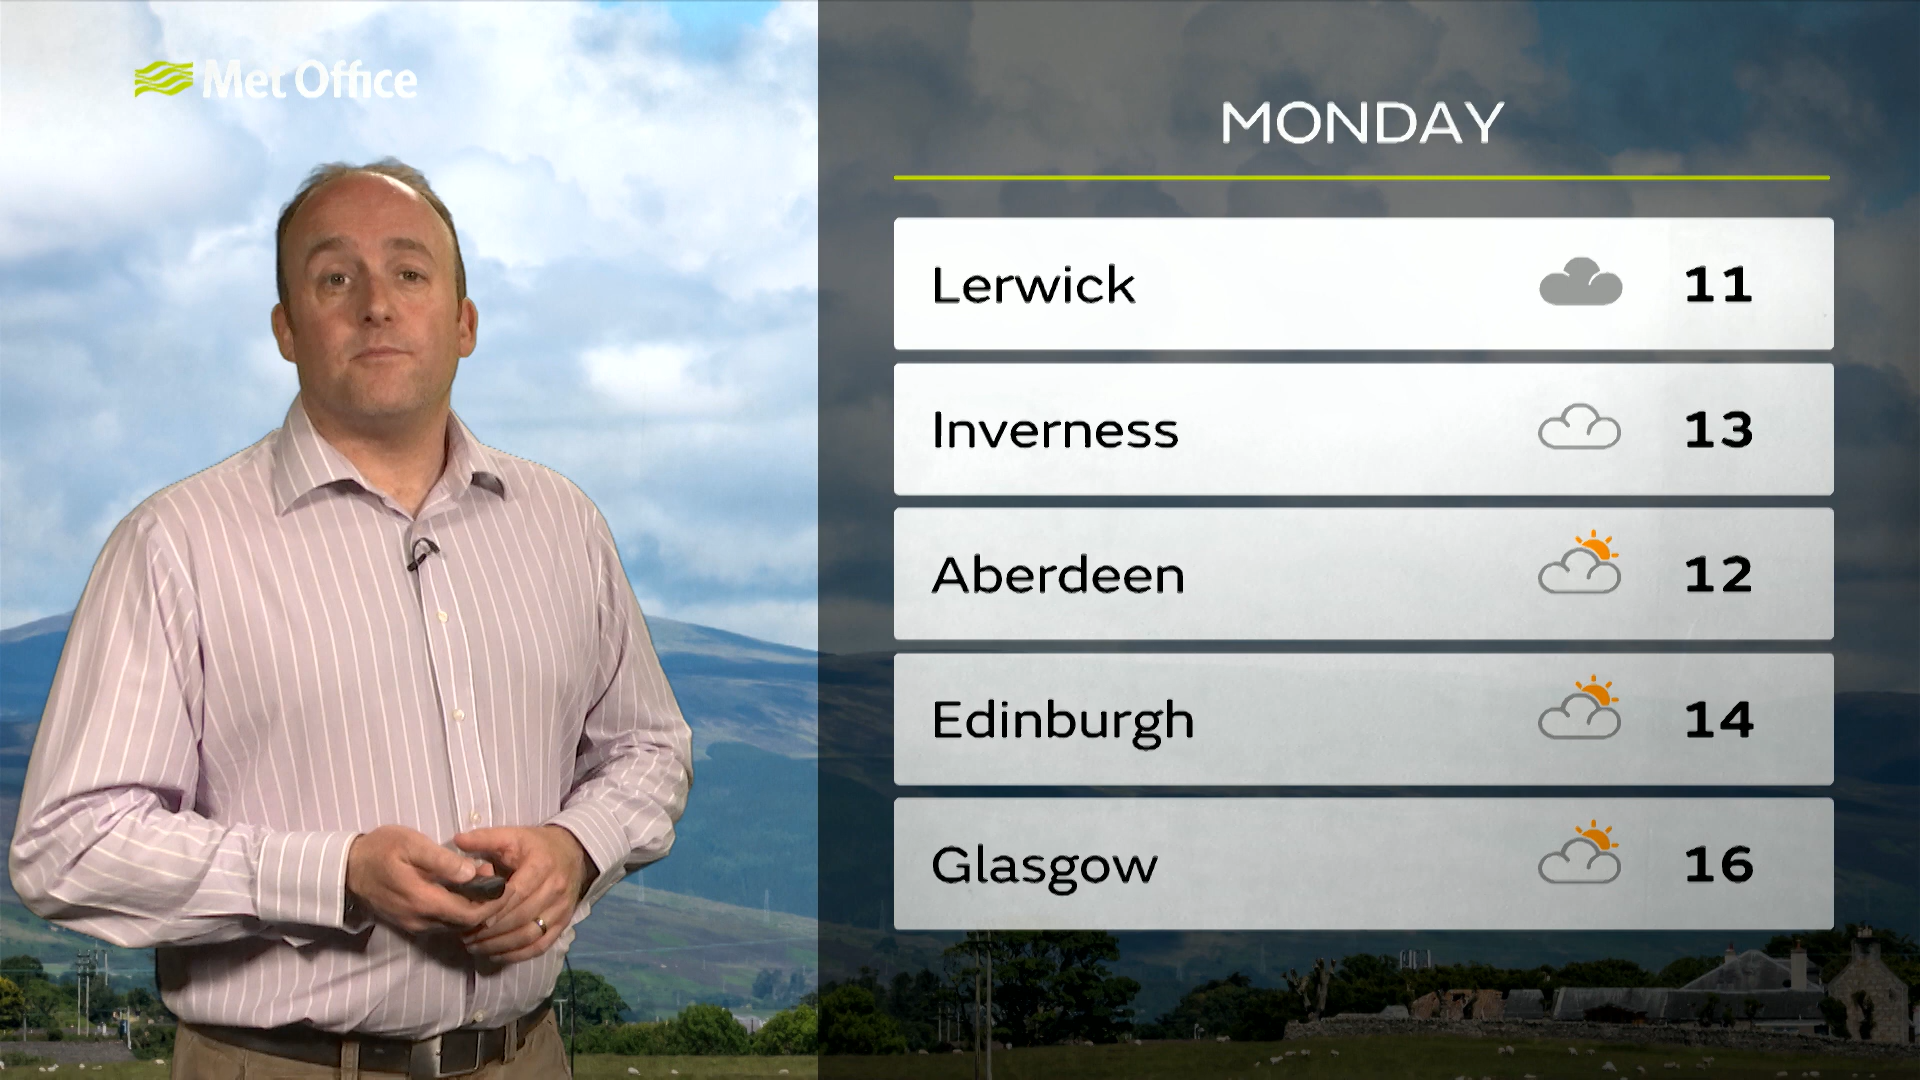 Met Office
MONDAY
Lerwick 11
Inverness 13
Aberdeen 12
Edinburgh 14
Glasgow 16